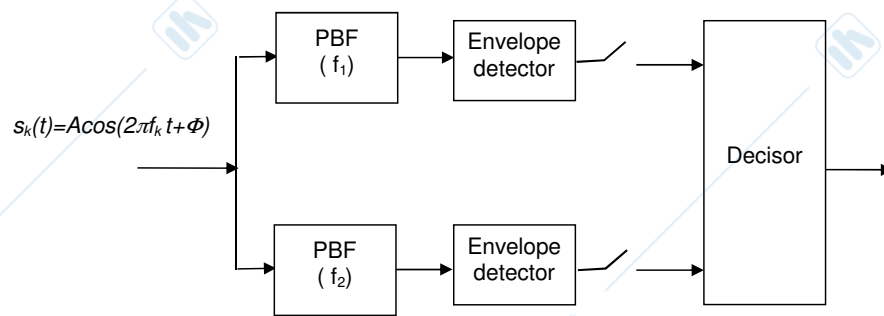 PBF
( f₁)
Envelope
detector
sₖ(t)=Acos(2πfₖ t+Φ)
Decisor
PBF
( f₂)
Envelope
detector